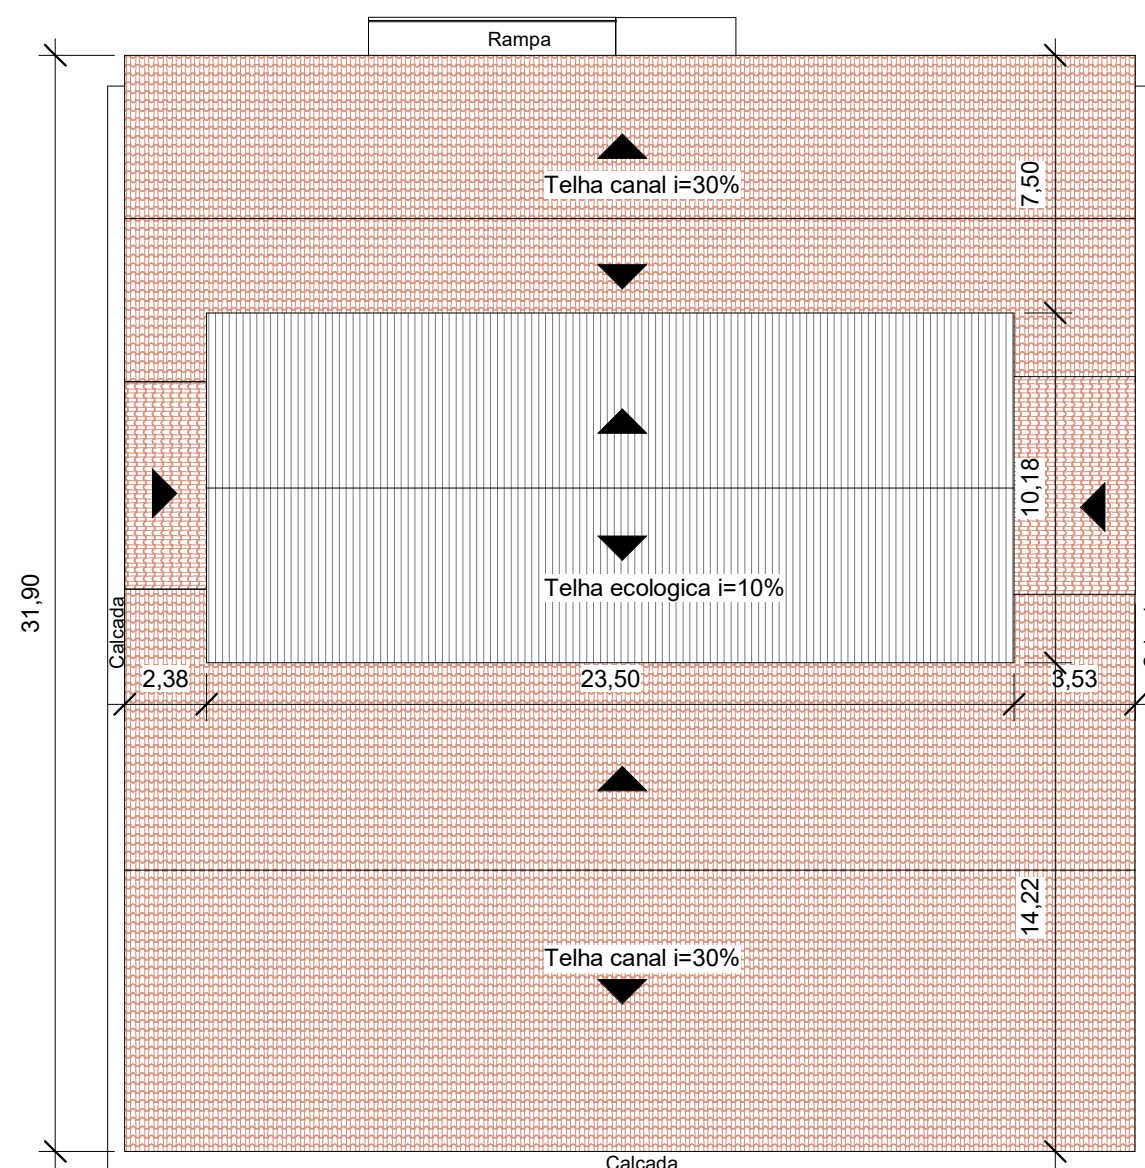 Rampa
7,50
Telha canal i=30%
10,18
Telha ecologica i=10%
31,90
Calcada
2,38
23,50
3,53
14,22
Telha canal i=30%
Calcada